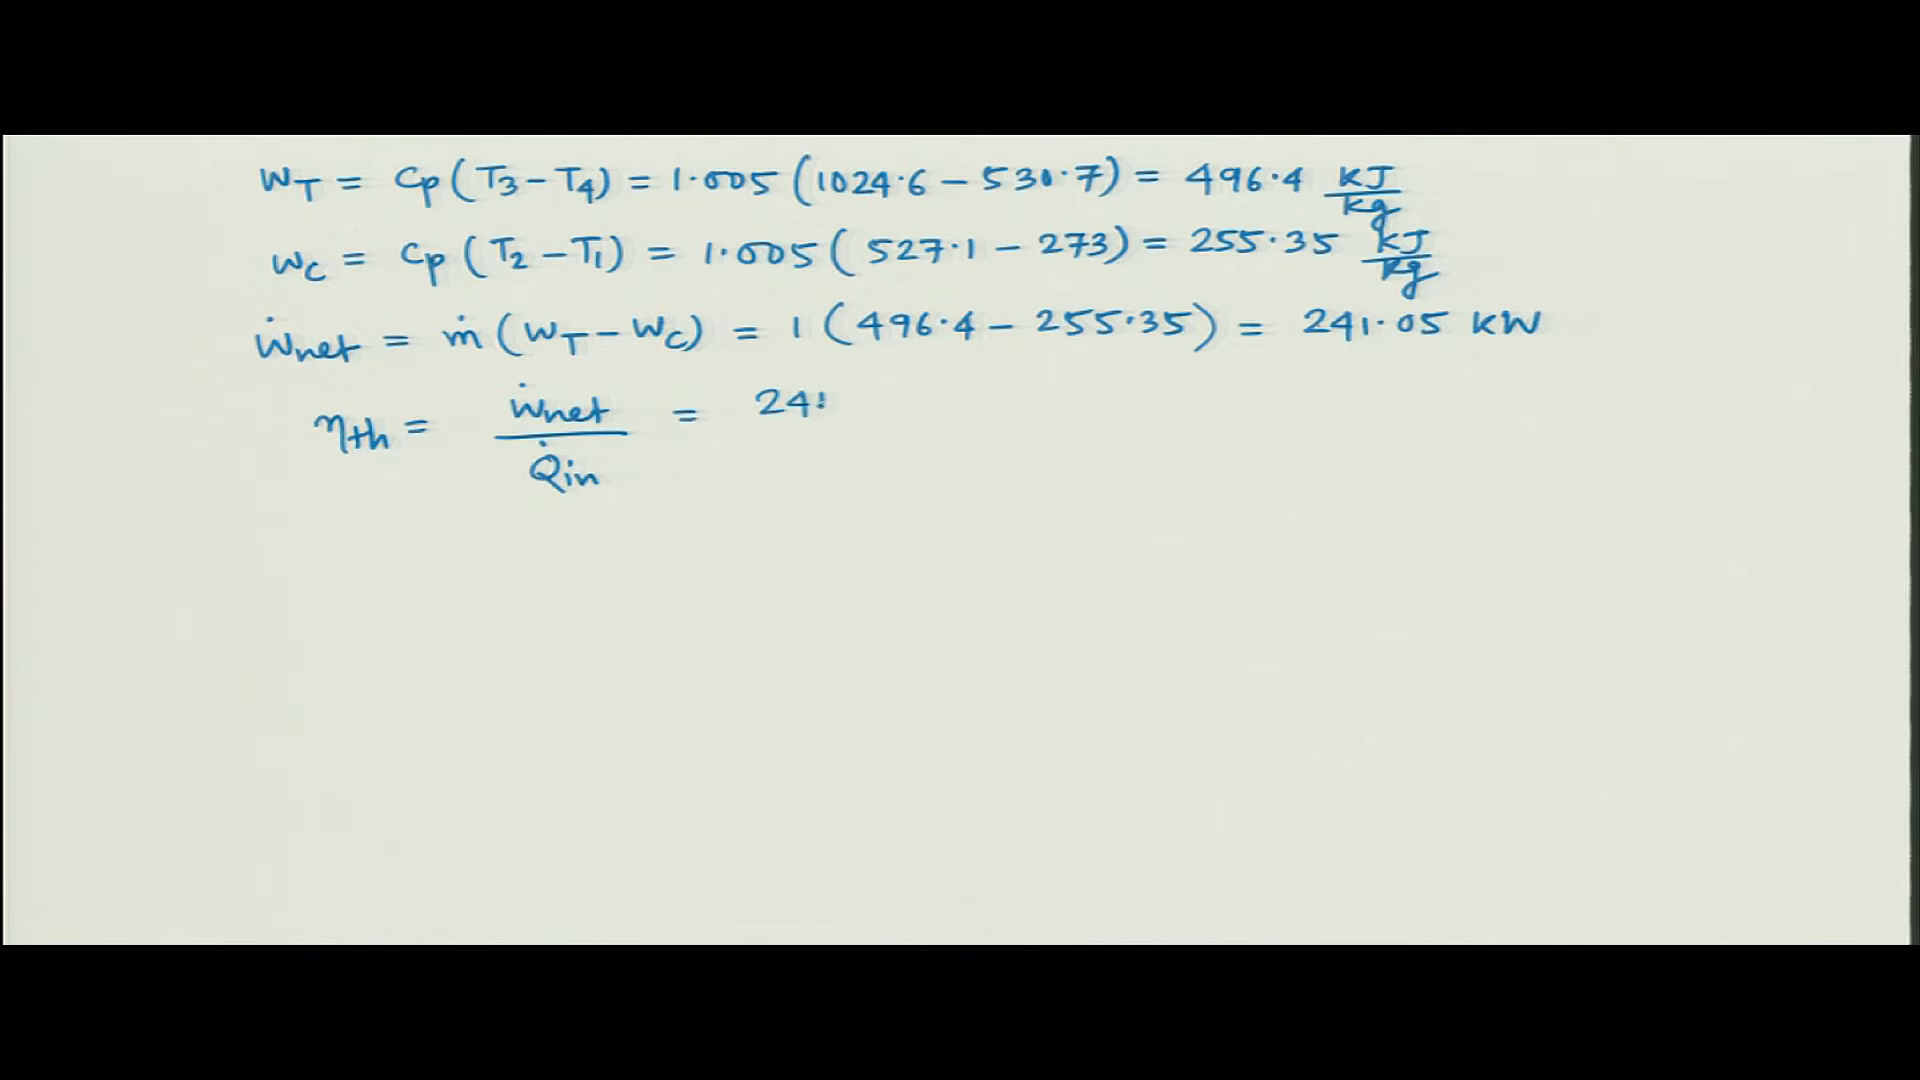 WT = Cp(T3-T4) = 1.005 (1024.6 - 530.7) = 496.4 KJ/kg
WC = Cp(T2-T1) = 1.005 (527.1 - 273) = 255.35 KJ/kg
Ẇnet = ṁ(WT - WC) = 1 (496.4 - 255.35) = 241.05 KW
ηth = Ẇnet/Q̇in = 241